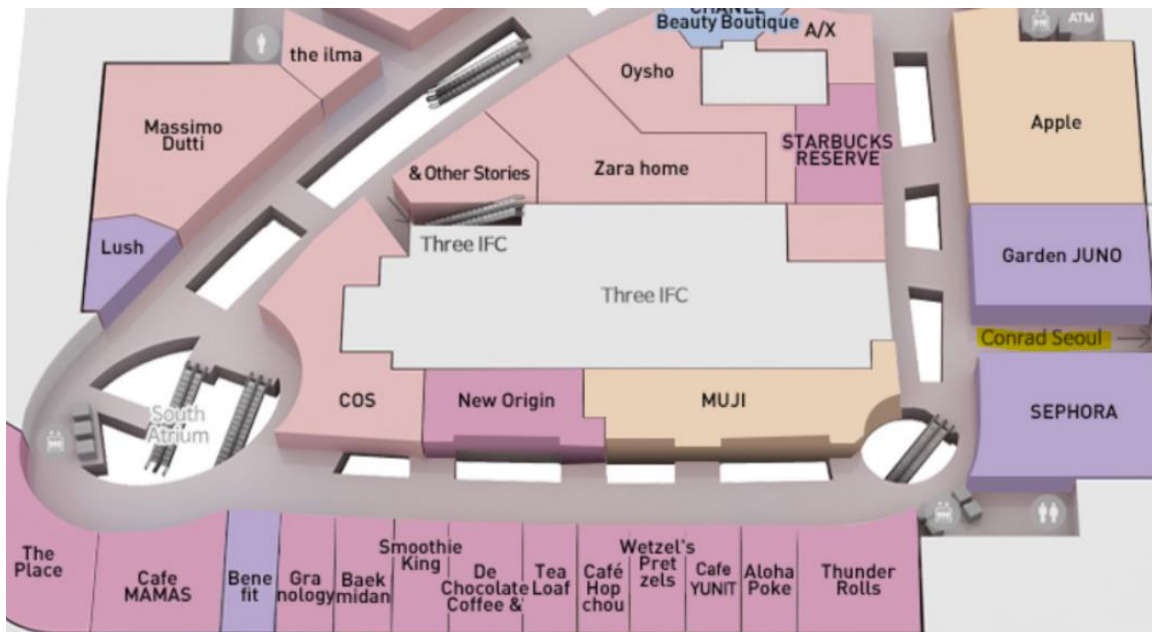 CHANEL
Beauty Boutique
A/X
ATM
the ilma
Oysho
Massimo
Dutti
Apple
STARBUCKS
RESERVE
& Other Stories
Zara home
Lush
Three IFC
Garden JUNO
Three IFC
Conrad Seoul
COS
New Origin
MUJI
SEPHORA
South
Atrium
The
Place
Cafe
MAMAS
Bene
fit
Gra
nology
Baek
midan
Smoothie
King
De
Chocolate
Coffee &
Tea
Loaf
Café
Hop
chou
Wetzel's
Pret
zels
Cafe
YUNIT
Aloha
Poke
Thunder
Rolls